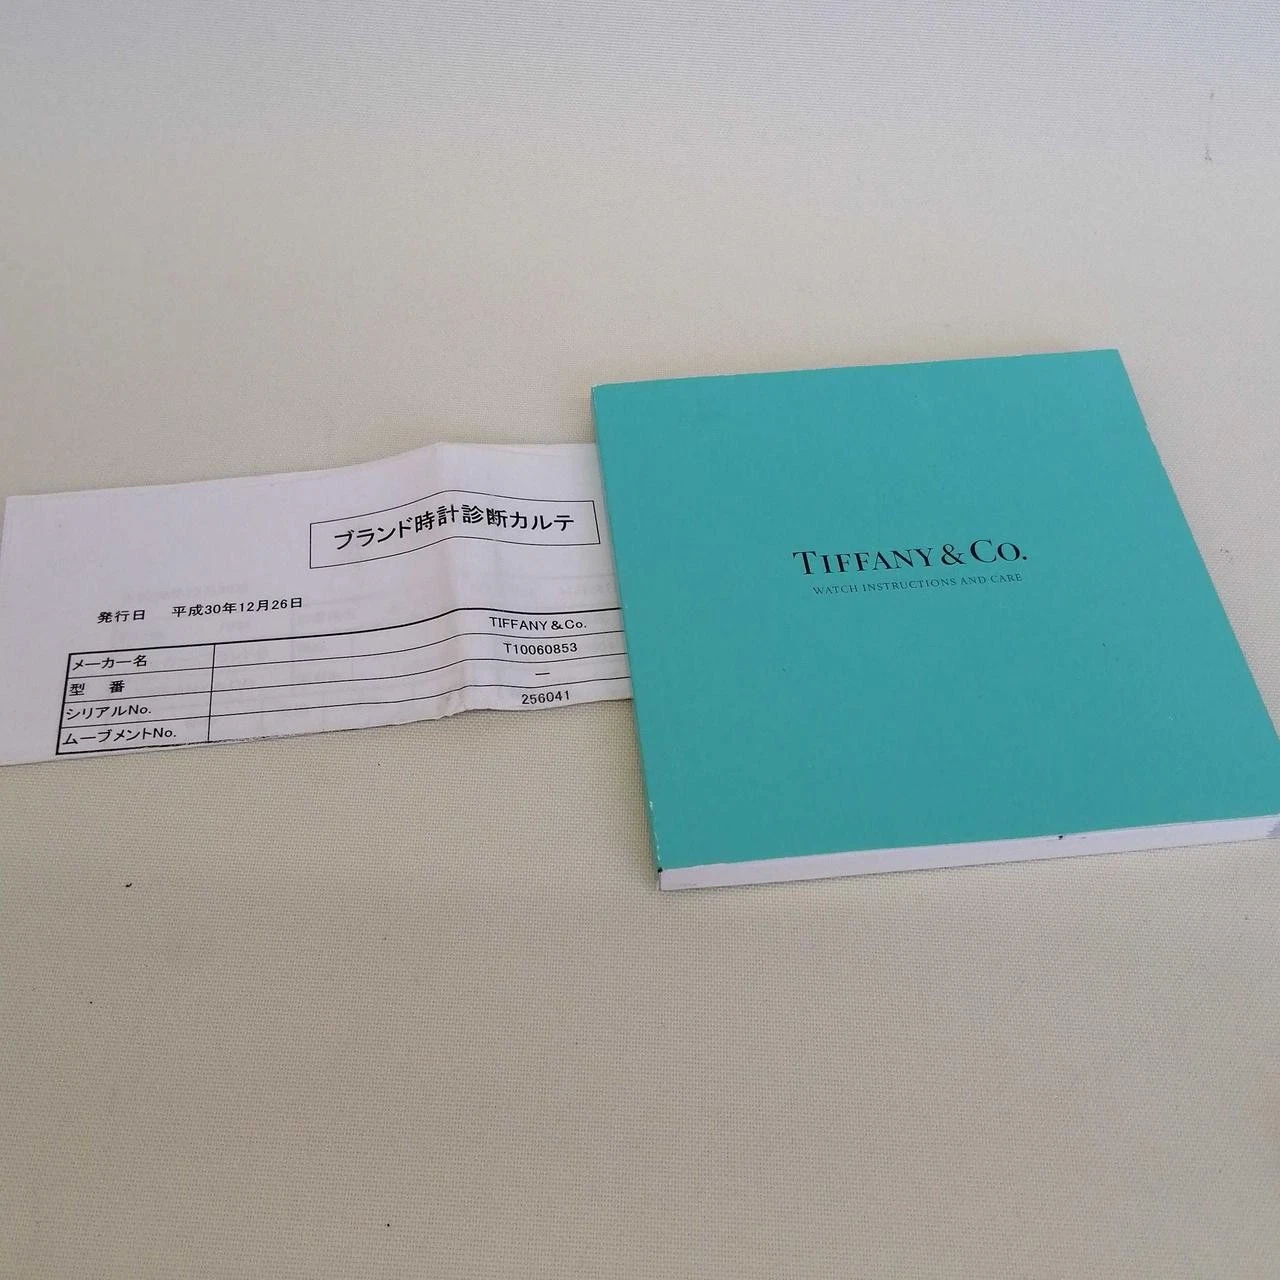 ブランド時計診断カルテ
発行日 平成30年12月26日
メーカー名 TIFFANY&Co.
型 番 T10060853
シリアルNo. ―
ムーブメントNo. 256041
TIFFANY & CO.
WATCH INSTRUCTIONS AND CARE